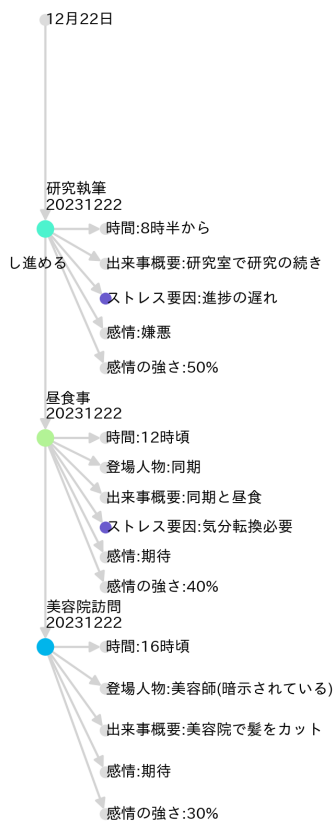 12月22日
研究執筆
20231222
時間:8時半から
し進める
出来事概要:研究室で研究の続き
ストレス要因:進捗の遅れ
感情:嫌悪
感情の強さ:50%
昼食事
20231222
時間:12時頃
登場人物:同期
出来事概要:同期と昼食
ストレス要因:気分転換必要
感情:期待
感情の強さ:40%
美容院訪問
20231222
時間:16時頃
登場人物:美容師(暗示されている)
出来事概要:美容院で髪をカット
感情:期待
感情の強さ:30%